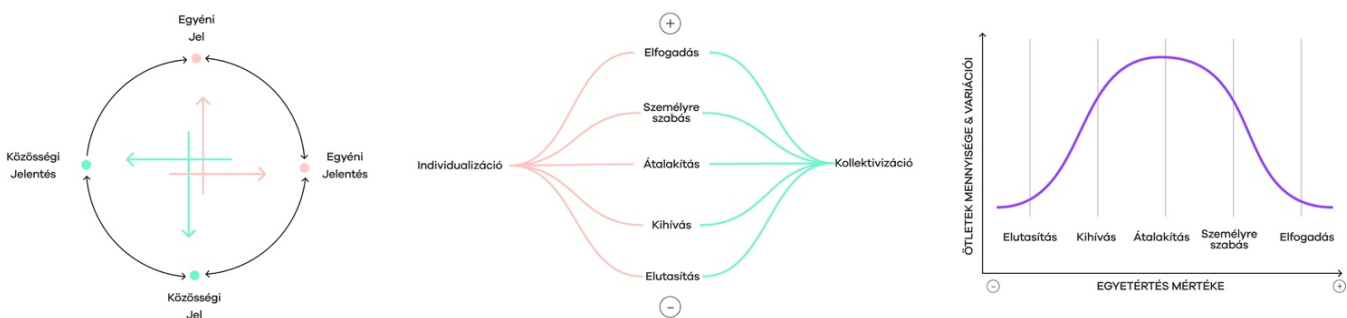 Egyéni
Jel
Közösségi
Jelentés
Egyéni
Jelentés
Közösségi
Jel
+
Elfogadás
Személyre
szabás
Individualizáció
Átalakítás
Kollektivizáció
Kihívás
Elutasítás
-
ÖTLETEK MENNYISÉGE & VARIÁCIÓI
Elutasítás
Kihívás
Átalakítás
Személyre
szabás
Elfogadás
-
EGYETÉRTÉS MÉRTÉKE
+